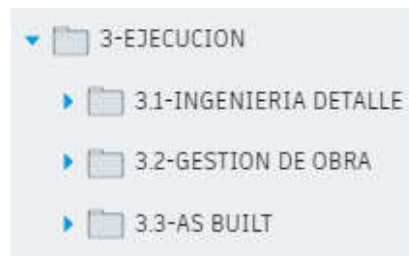 3-EJECUCION
3.1-INGENIERIA DETALLE
3.2-GESTION DE OBRA
3.3-AS BUILT